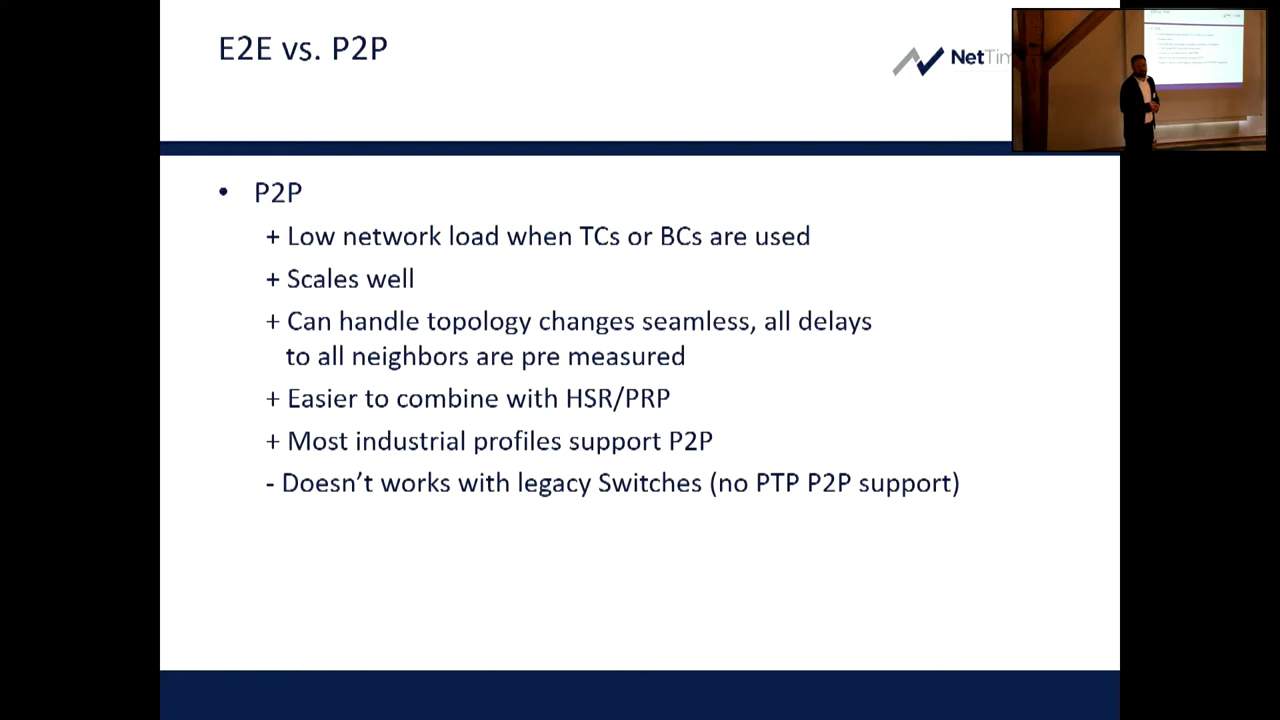 E2E vs. P2P
• P2P
+ Low network load when TCs or BCs are used
+ Scales well
+ Can handle topology changes seamless, all delays
to all neighbors are pre measured
+ Easier to combine with HSR/PRP
+ Most industrial profiles support P2P
- Doesn’t works with legacy Switches (no PTP P2P support)